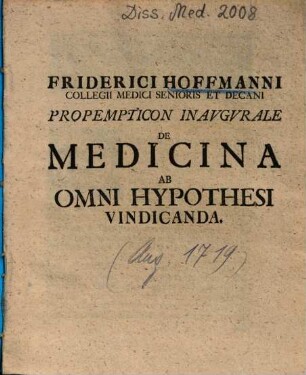 Diss. Med. 2008
FRIDERICI HOFFMANNI
COLLEGII MEDICI SENIORIS ET DECANI
PROPEMPTICON INAVGVRALE
DE
MEDICINA
AB
OMNI HYPOTHESI
VINDICANDA.
(Aug. 1719)